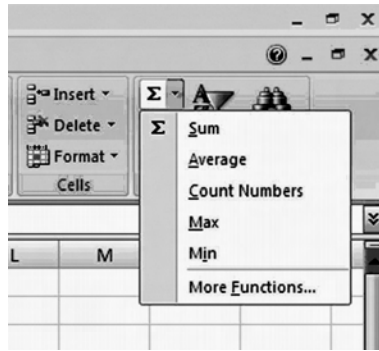 Insert
Σ
Delete
Format
Cells
Σ Sum
Average
Count Numbers
Max
Min
More Functions...
L M